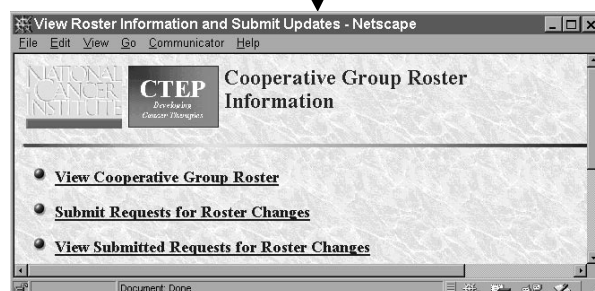 View Roster Information and Submit Updates - Netscape
File Edit View Go Communicator Help
NATIONAL
CANCER
INSTITUTE
CTEP
Developing
Cancer Therapies
Cooperative Group Roster
Information
View Cooperative Group Roster
Submit Requests for Roster Changes
View Submitted Requests for Roster Changes
Document: Done